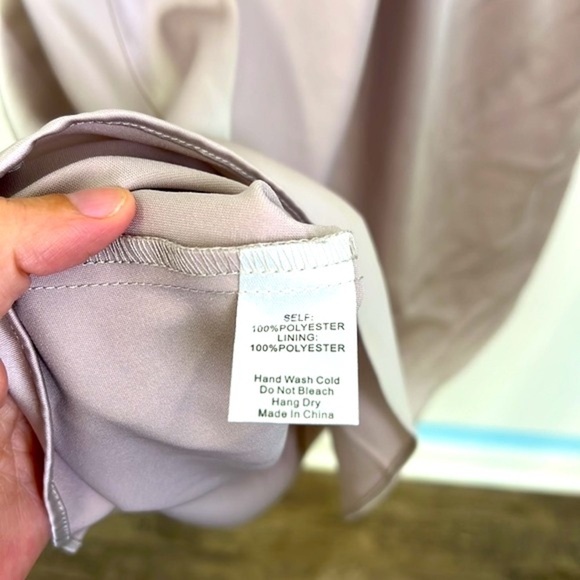 SELF:
100%POLYESTER
LINING:
100%POLYESTER
Hand Wash Cold
Do Not Bleach
Hang Dry
Made In China